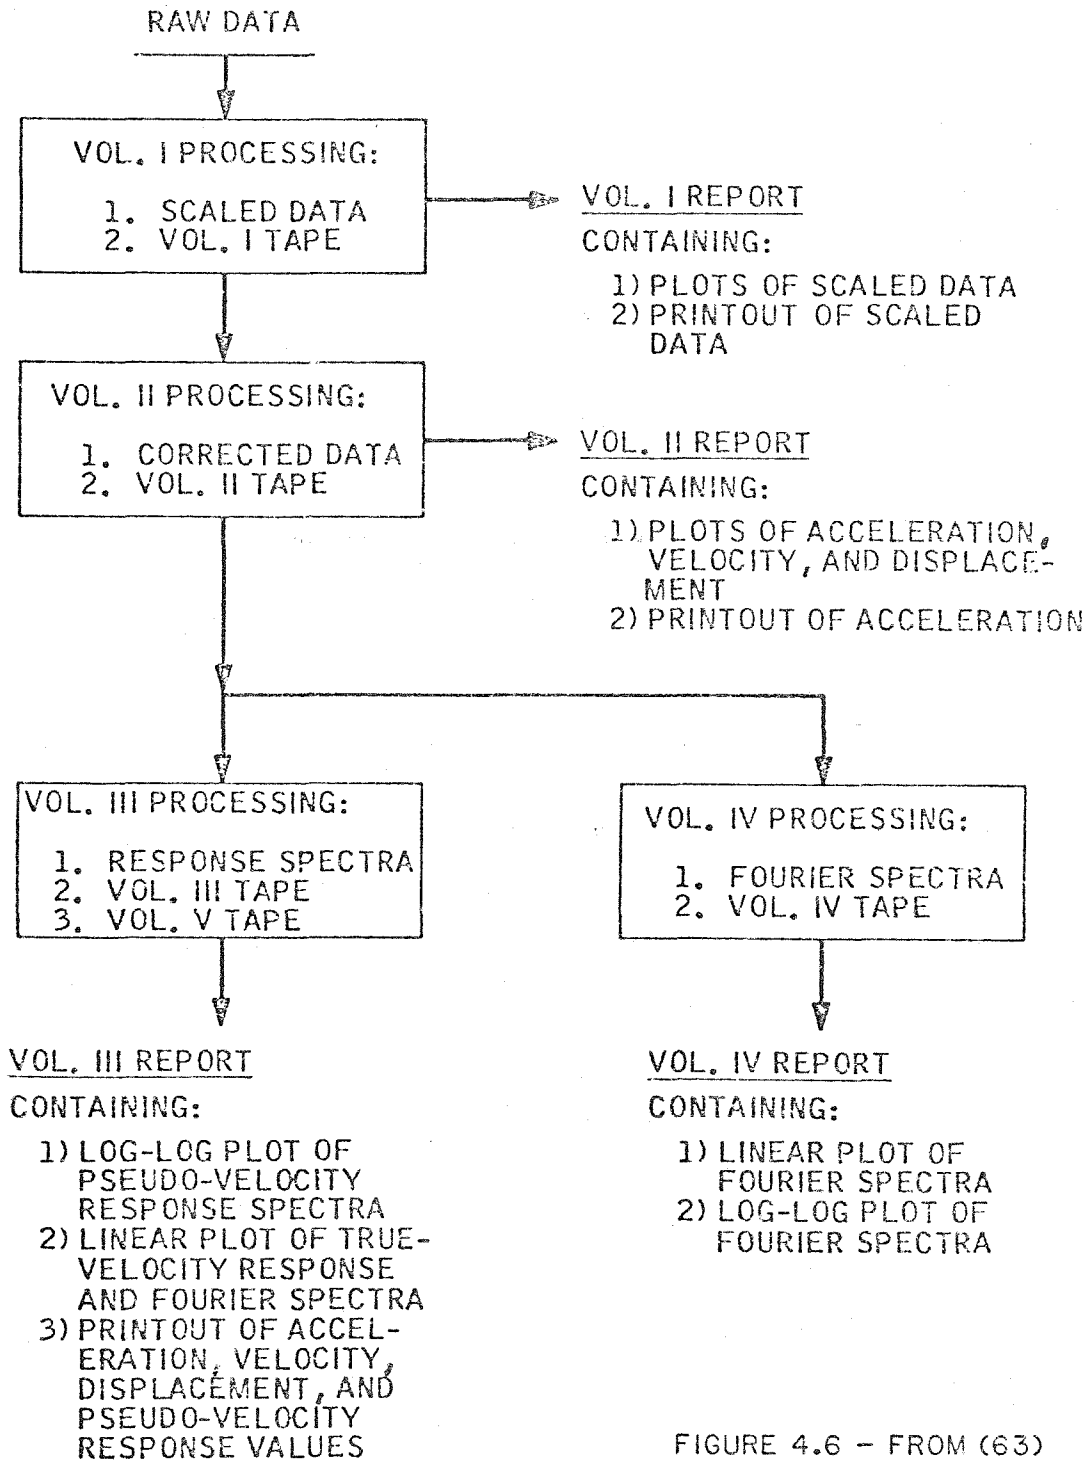 RAW DATA
VOL. I PROCESSING:
1. SCALED DATA
2. VOL. I TAPE
VOL. I REPORT
CONTAINING:
1) PLOTS OF SCALED DATA
2) PRINTOUT OF SCALED
DATA
VOL. II PROCESSING:
1. CORRECTED DATA
2. VOL. II TAPE
VOL. II REPORT
CONTAINING:
1) PLOTS OF ACCELERATION,
VELOCITY, AND DISPLACE-
MENT
2) PRINTOUT OF ACCELERATION
VOL. III PROCESSING:
1. RESPONSE SPECTRA
2. VOL. III TAPE
3. VOL. V TAPE
VOL. IV PROCESSING:
1. FOURIER SPECTRA
2. VOL. IV TAPE
VOL. III REPORT
CONTAINING:
1) LOG-LOG PLOT OF
PSEUDO-VELOCITY
RESPONSE SPECTRA
2) LINEAR PLOT OF TRUE-
VELOCITY RESPONSE
AND FOURIER SPECTRA
3) PRINTOUT OF ACCEL-
ERATION, VELOCITY,
DISPLACEMENT, AND
PSEUDO-VELOCITY
RESPONSE VALUES
VOL. IV REPORT
CONTAINING:
1) LINEAR PLOT OF
FOURIER SPECTRA
2) LOG-LOG PLOT OF
FOURIER SPECTRA
FIGURE 4.6 - FROM (63)